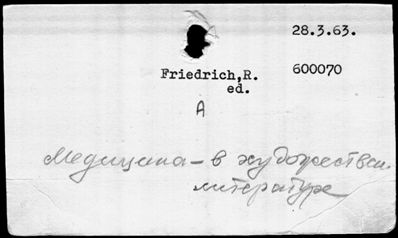 28.3.63.
Friedrich,R. 600070
ed.
A
Медицина – в художествен.
литературе